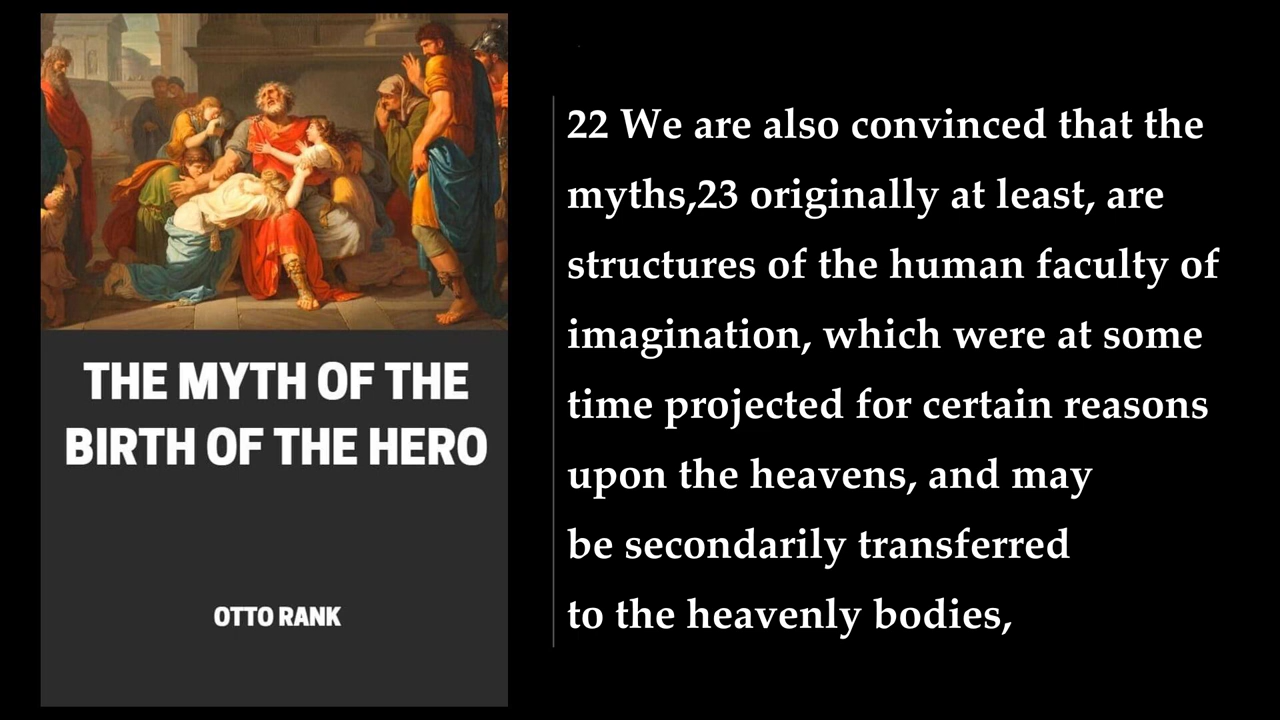 THE MYTH OF THE
BIRTH OF THE HERO
OTTO RANK
22 We are also convinced that the
myths,23 originally at least, are
structures of the human faculty of
imagination, which were at some
time projected for certain reasons
upon the heavens, and may
be secondarily transferred
to the heavenly bodies,